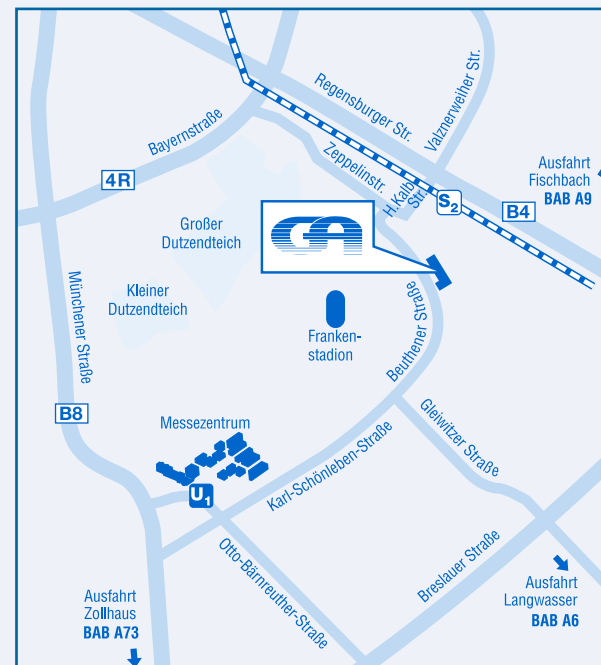 Regensburger Str.
Valznerweiher Str.
Bayernstraße
Zeppelinstr.
Ausfahrt
Fischbach
BAB A9
4R
H.Kalb
Str.
S2
B4
Großer
Dutzendteich
GA
Münchener Straße
Kleiner
Dutzendteich
Beuthener Straße
Franken-
stadion
B8
Messezentrum
Gleiwitzer Straße
Karl-Schönleben-Straße
U1
Otto-Bärnreuther-Straße
Breslauer Straße
Ausfahrt
Zollhaus
BAB A73
Ausfahrt
Langwasser
BAB A6